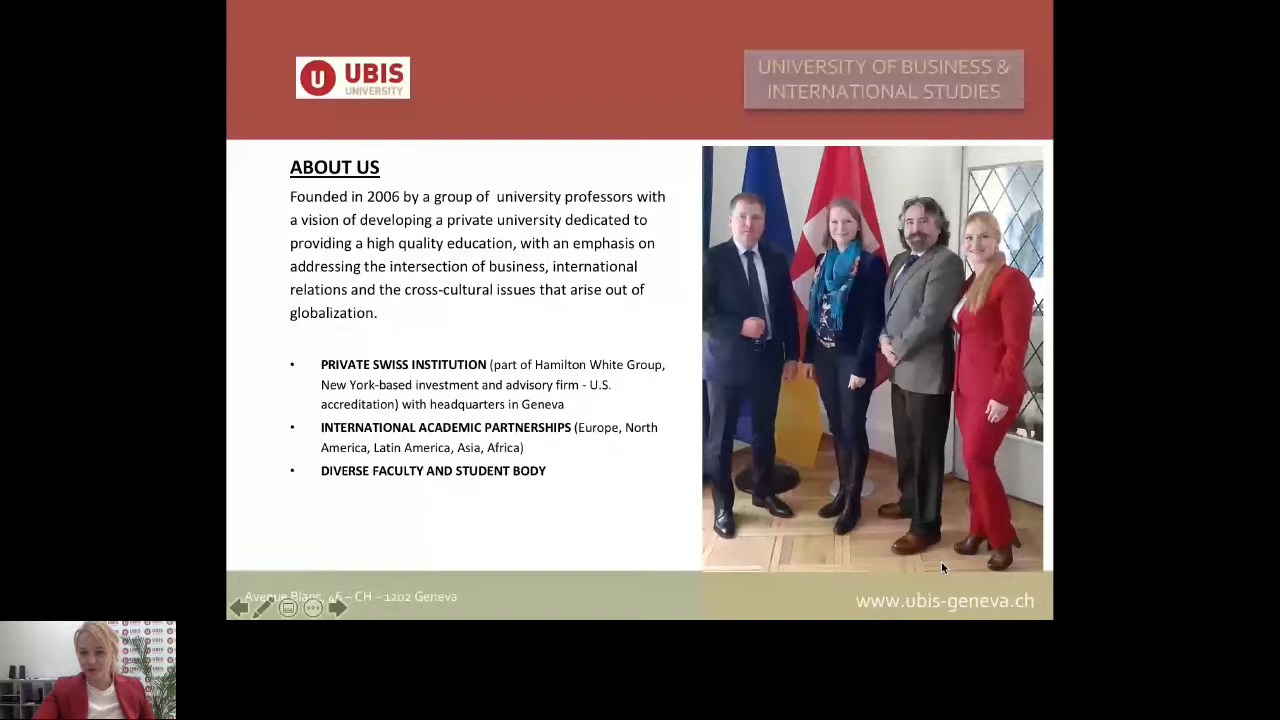 U UBIS
UNIVERSITY
UNIVERSITY OF BUSINESS &
INTERNATIONAL STUDIES
ABOUT US
Founded in 2006 by a group of university professors with
a vision of developing a private university dedicated to
providing a high quality education, with an emphasis on
addressing the intersection of business, international
relations and the cross-cultural issues that arise out of
globalization.
• PRIVATE SWISS INSTITUTION (part of Hamilton White Group,
New York-based investment and advisory firm - U.S.
accreditation) with headquarters in Geneva
• INTERNATIONAL ACADEMIC PARTNERSHIPS (Europe, North
America, Latin America, Asia, Africa)
• DIVERSE FACULTY AND STUDENT BODY
Avenue Blanc, 46 – CH – 1202 Geneva
www.ubis-geneva.ch
UBIS